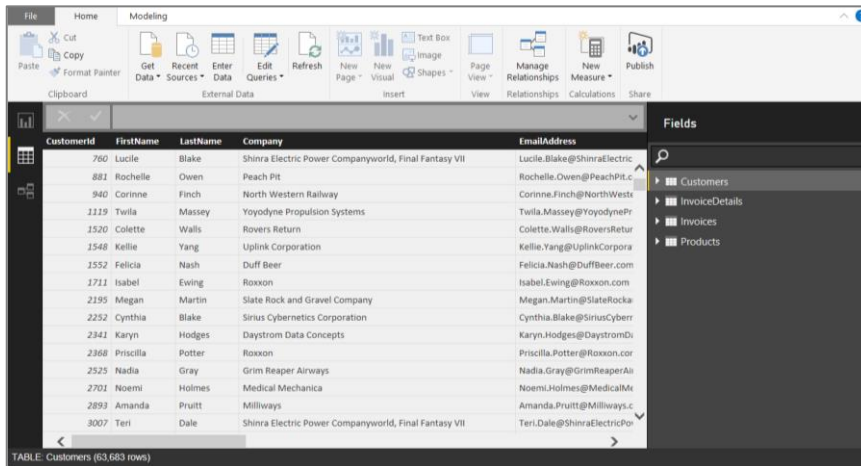 File Home Modeling
Paste Cut Copy Format Painter
Clipboard
Get Data Recent Sources Enter Data Edit Queries Refresh
External Data
New Page New Visual Text Box Image Shapes
Insert
Page View
View
Manage Relationships
Relationships
New Measure
Calculations
Publish
Share
CustomerId FirstName LastName Company EmailAddress
760 Lucile Blake Shinra Electric Power Companyworld, Final Fantasy VII Lucile.Blake@ShinraElectric
881 Rochelle Owen Peach Pit Rochelle.Owen@PeachPit.c
940 Corinne Finch North Western Railway Corinne.Finch@NorthWeste
1119 Twila Massey Yoyodyne Propulsion Systems Twila.Massey@YoyodynePr
1520 Colette Walls Rovers Return Colette.Walls@RoversRetur
1548 Kellie Yang Uplink Corporation Kellie.Yang@UplinkCorpora
1552 Felicia Nash Duff Beer Felicia.Nash@DuffBeer.com
1711 Isabel Ewing Roxxon Isabel.Ewing@Roxxon.com
2195 Megan Martin Slate Rock and Gravel Company Megan.Martin@SlateRocka
2252 Cynthia Blake Sirius Cybernetics Corporation Cynthia.Blake@SiriusCybern
2341 Karyn Hodges Daystrom Data Concepts Karyn.Hodges@DaystromDa
2368 Priscilla Potter Roxxon Priscilla.Potter@Roxxon.cor
2525 Nadia Gray Grim Reaper Airways Nadia.Gray@GrimReaperAir
2701 Noemi Holmes Medical Mechanica Noemi.Holmes@MedicalMe
2893 Amanda Pruitt Milliways Amanda.Pruitt@Milliways.c
3007 Teri Dale Shinra Electric Power Companyworld, Final Fantasy VII Teri.Dale@ShinraElectricPov
Fields
Customers
InvoiceDetails
Invoices
Products
TABLE: Customers (63,683 rows)